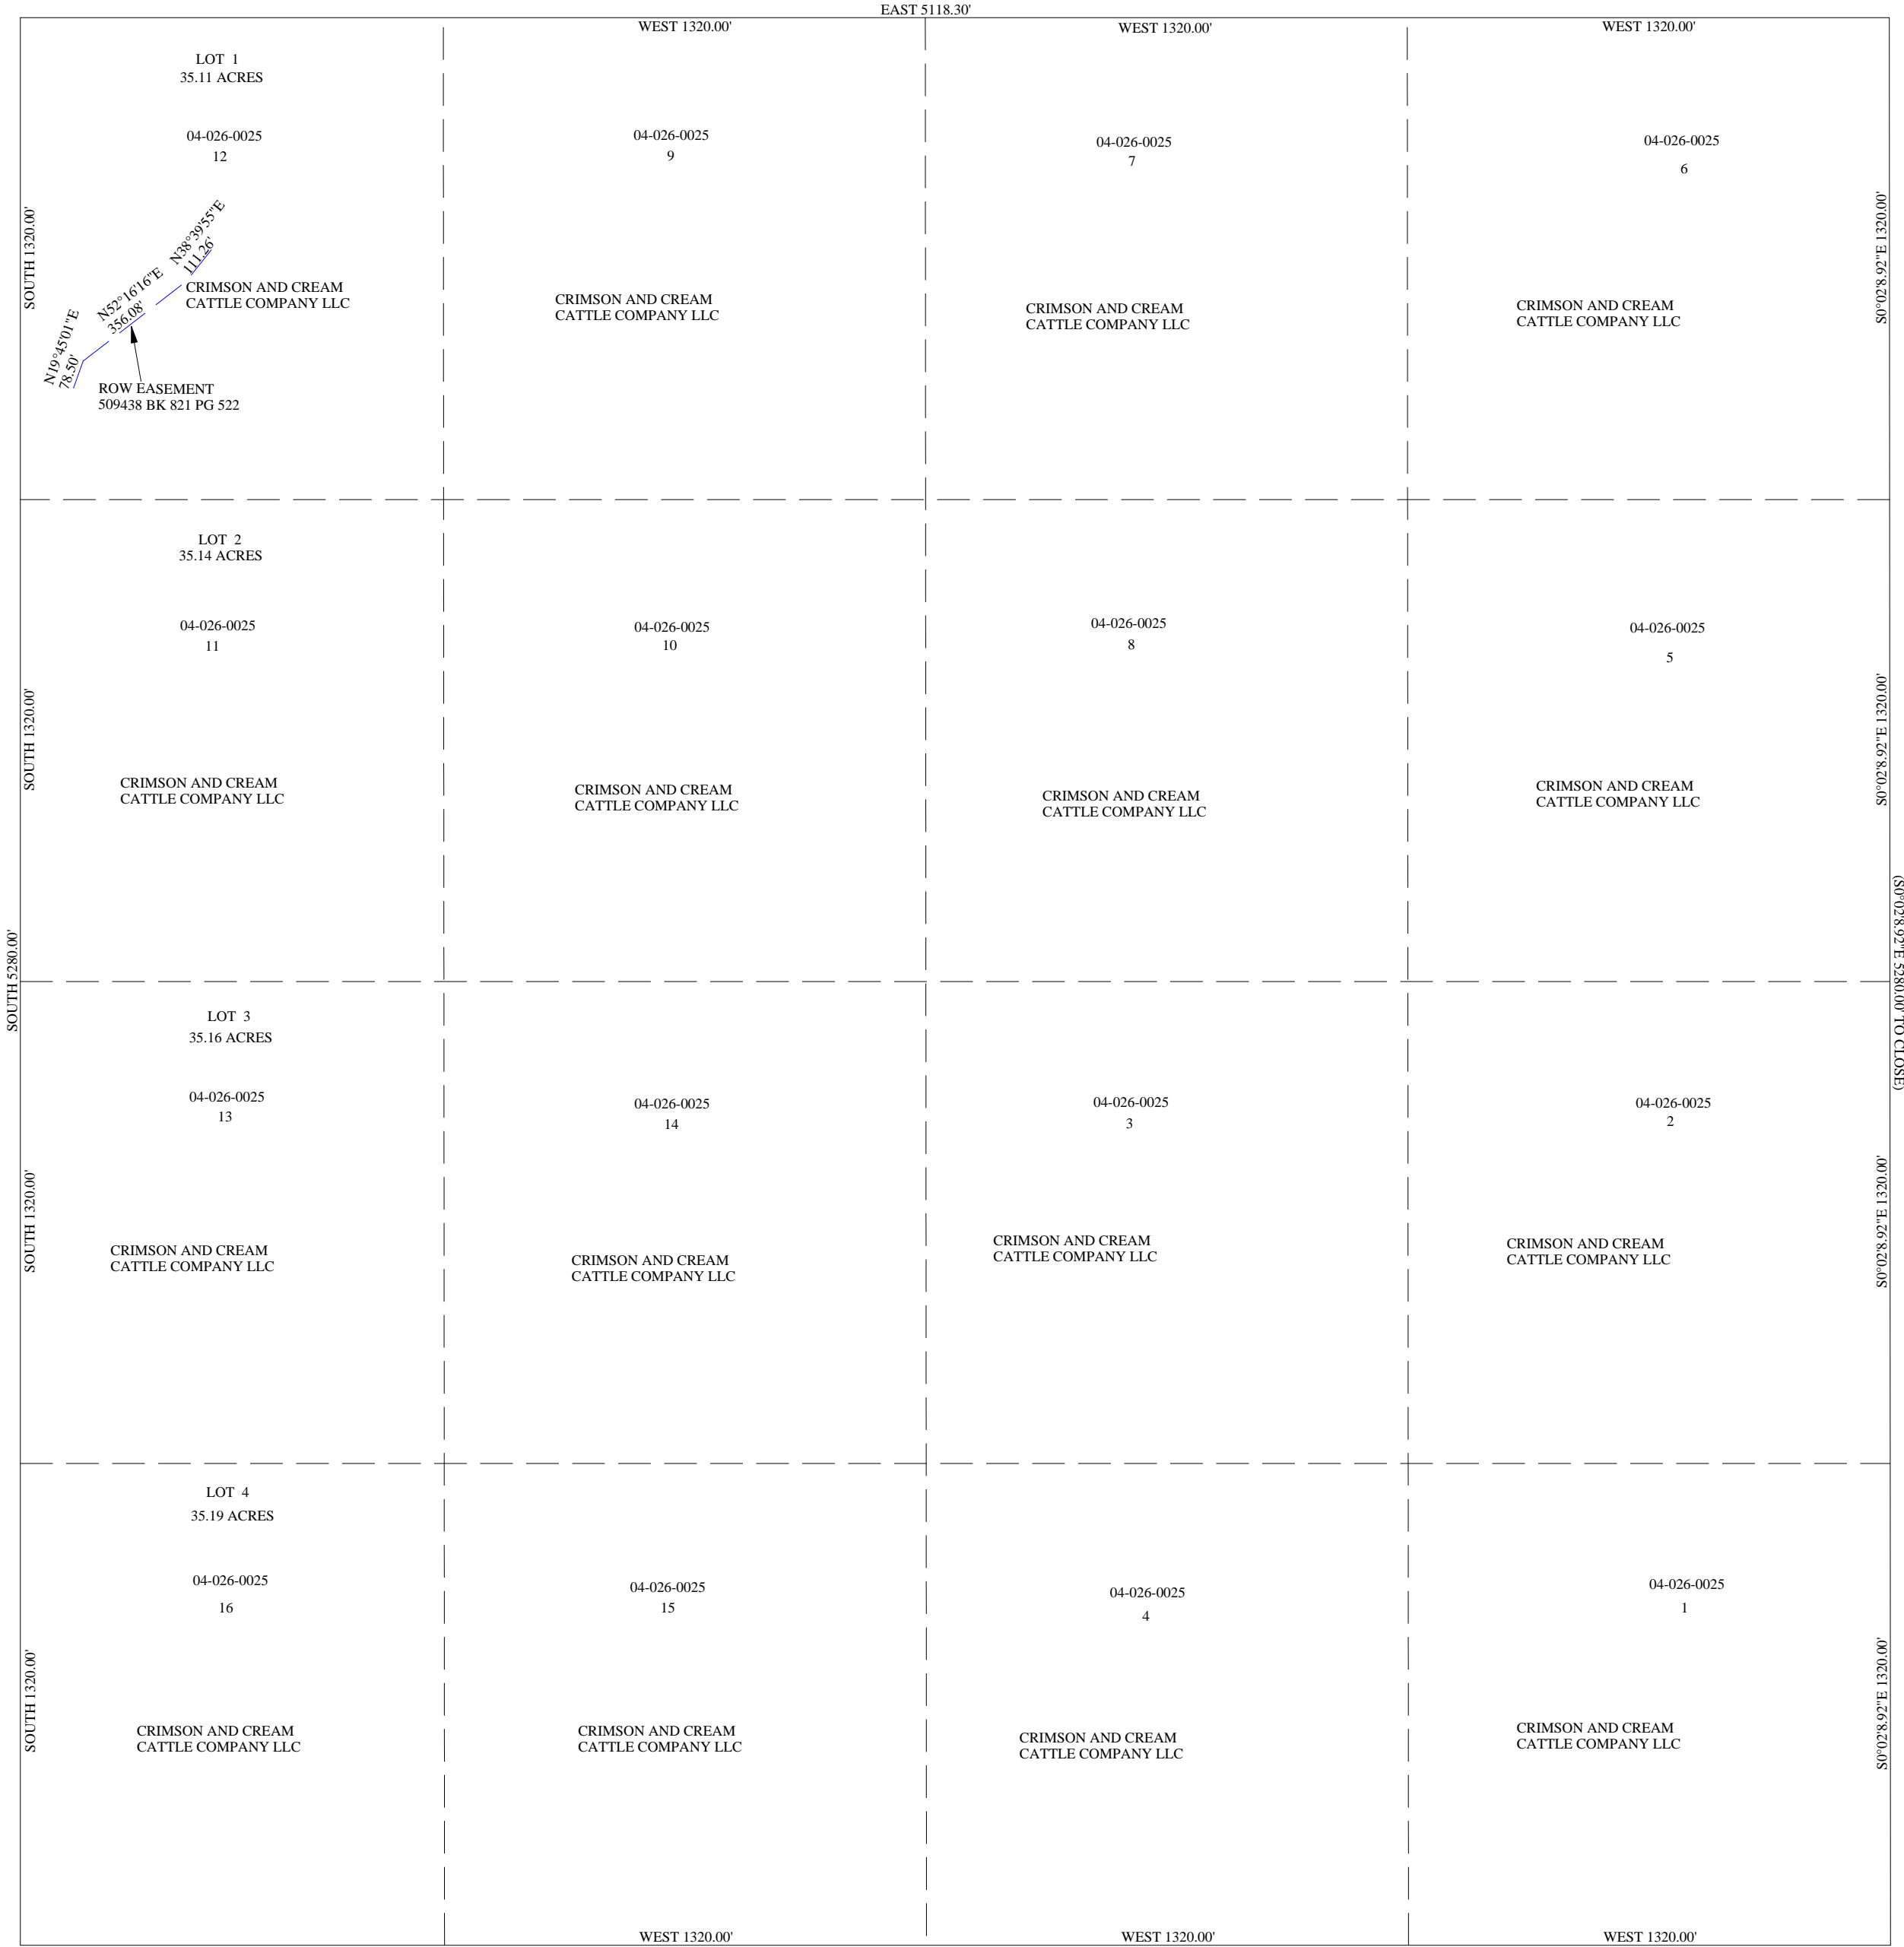 EAST 5118.30'
WEST 1320.00'
WEST 1320.00'
WEST 1320.00'
LOT 1
35.11 ACRES
04-026-0025
12
04-026-0025
9
04-026-0025
7
04-026-0025
6
SOUTH 1320.00'
N38°39'55"E
111.26'
N52°16'16"E
356.08'
N19°45'01"E
78.50'
CRIMSON AND CREAM
CATTLE COMPANY LLC
ROW EASEMENT
509438 BK 821 PG 522
CRIMSON AND CREAM
CATTLE COMPANY LLC
CRIMSON AND CREAM
CATTLE COMPANY LLC
CRIMSON AND CREAM
CATTLE COMPANY LLC
S0°02'8.92"E 1320.00'
LOT 2
35.14 ACRES
04-026-0025
11
04-026-0025
10
04-026-0025
8
04-026-0025
5
SOUTH 1320.00'
CRIMSON AND CREAM
CATTLE COMPANY LLC
CRIMSON AND CREAM
CATTLE COMPANY LLC
CRIMSON AND CREAM
CATTLE COMPANY LLC
CRIMSON AND CREAM
CATTLE COMPANY LLC
S0°02'8.92"E 1320.00'
SOUTH 5280.00'
(S0°02'8.92"E 5280.00' TO CLOSE)
LOT 3
35.16 ACRES
04-026-0025
13
04-026-0025
14
04-026-0025
3
04-026-0025
2
SOUTH 1320.00'
CRIMSON AND CREAM
CATTLE COMPANY LLC
CRIMSON AND CREAM
CATTLE COMPANY LLC
CRIMSON AND CREAM
CATTLE COMPANY LLC
CRIMSON AND CREAM
CATTLE COMPANY LLC
S0°02'8.92"E 1320.00'
LOT 4
35.19 ACRES
04-026-0025
16
04-026-0025
15
04-026-0025
4
04-026-0025
1
SOUTH 1320.00'
CRIMSON AND CREAM
CATTLE COMPANY LLC
CRIMSON AND CREAM
CATTLE COMPANY LLC
CRIMSON AND CREAM
CATTLE COMPANY LLC
CRIMSON AND CREAM
CATTLE COMPANY LLC
S0°02'8.92"E 1320.00'
WEST 1320.00'
WEST 1320.00'
WEST 1320.00'